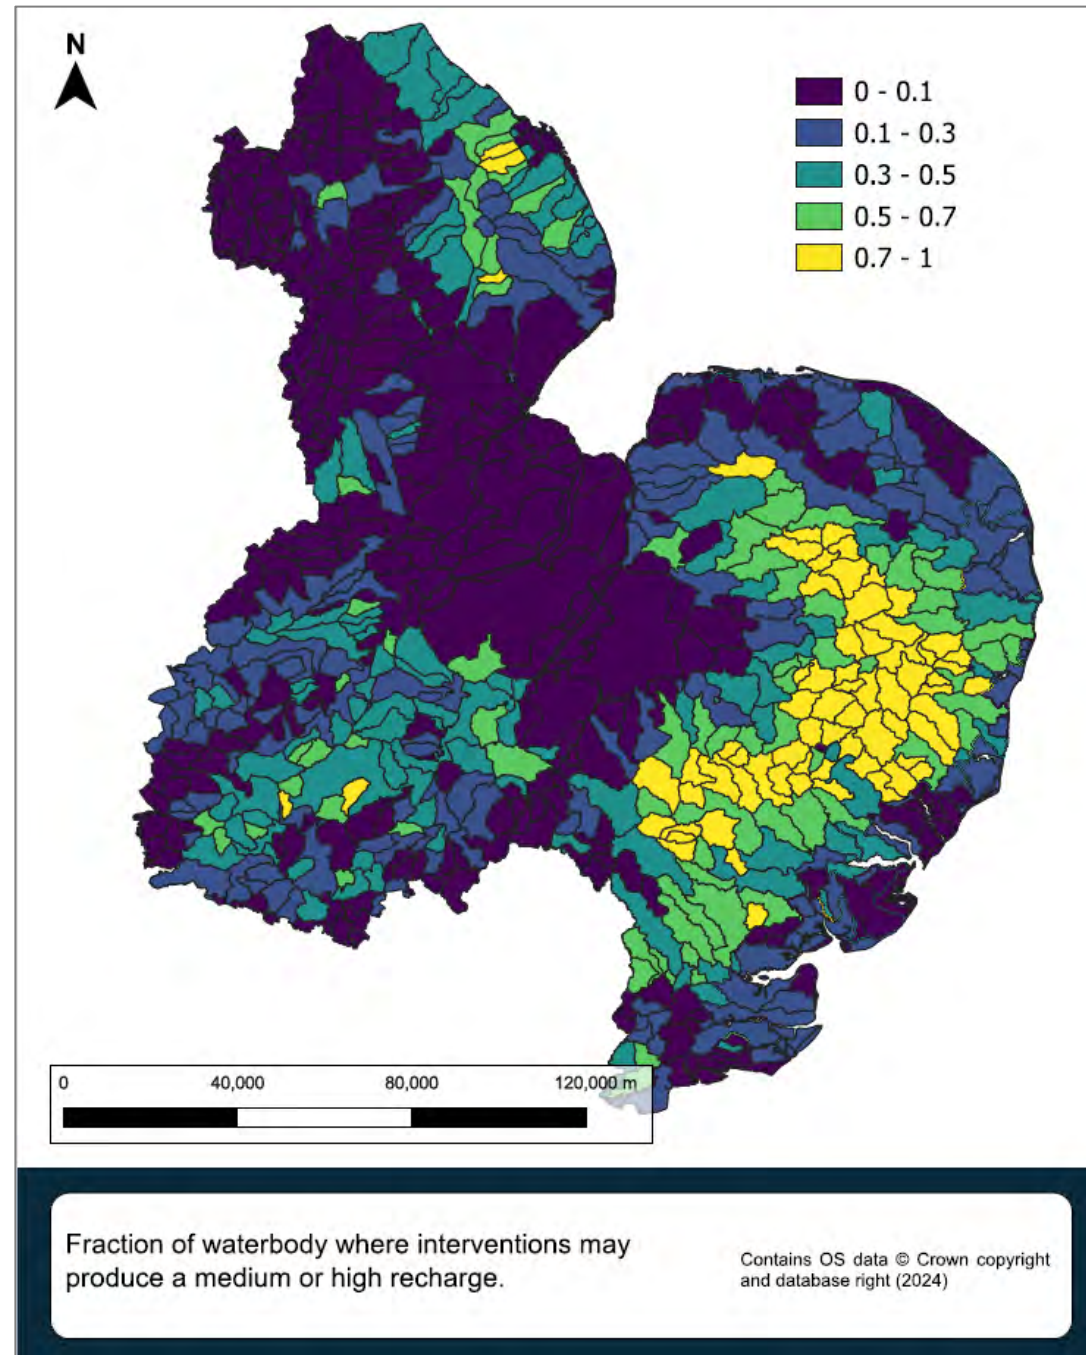 N
0 - 0.1
0.1 - 0.3
0.3 - 0.5
0.5 - 0.7
0.7 - 1
0 40,000 80,000 120,000 m
Fraction of waterbody where interventions may
produce a medium or high recharge.
Contains OS data © Crown copyright
and database right (2024)